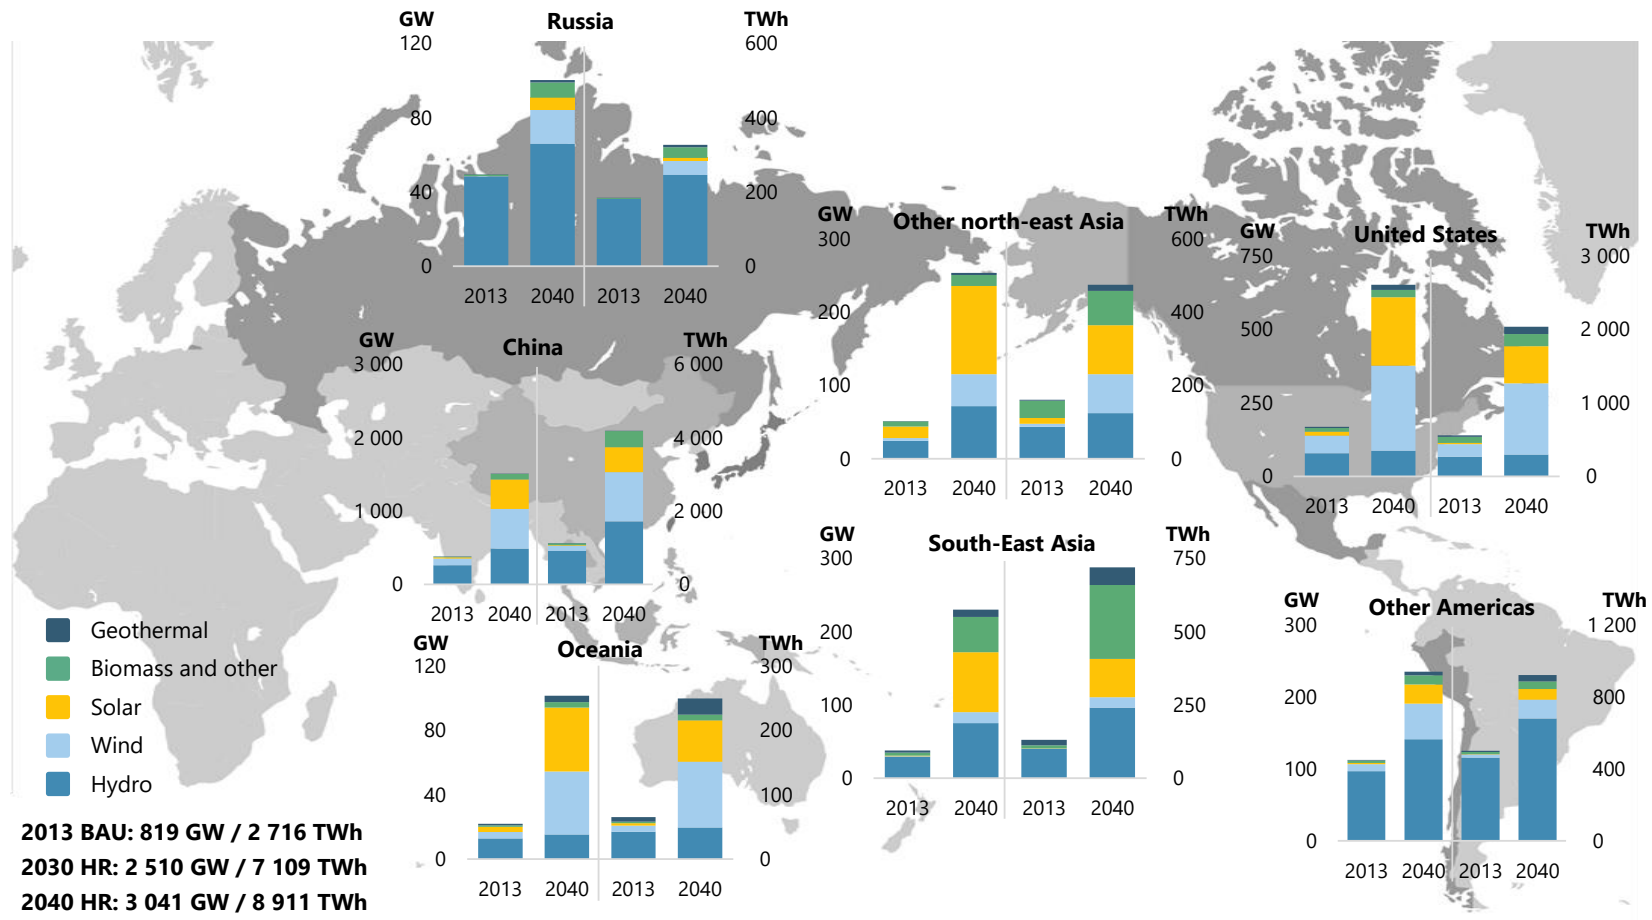 GW Russia TWh
120 600
80 400
40 200
0 0
2013 2040 2013 2040
GW Other north-east Asia TWh
300 600
200 400
100 200
0 0
2013 2040 2013 2040
GW United States TWh
750 3 000
500 2 000
250 1 000
0 0
2013 2040 2013 2040
GW China TWh
3 000 6 000
2 000 4 000
1 000 2 000
0 0
2013 2040 2013 2040
GW South-East Asia TWh
300 750
200 500
100 250
0 0
2013 2040 2013 2040
GW Other Americas TWh
300 1 200
200 800
100 400
0 0
2013 2040 2013 2040
GW Oceania TWh
120 300
80 200
40 100
0 0
2013 2040 2013 2040
Geothermal
Biomass and other
Solar
Wind
Hydro
2013 BAU: 819 GW / 2 716 TWh
2030 HR: 2 510 GW / 7 109 TWh
2040 HR: 3 041 GW / 8 911 TWh